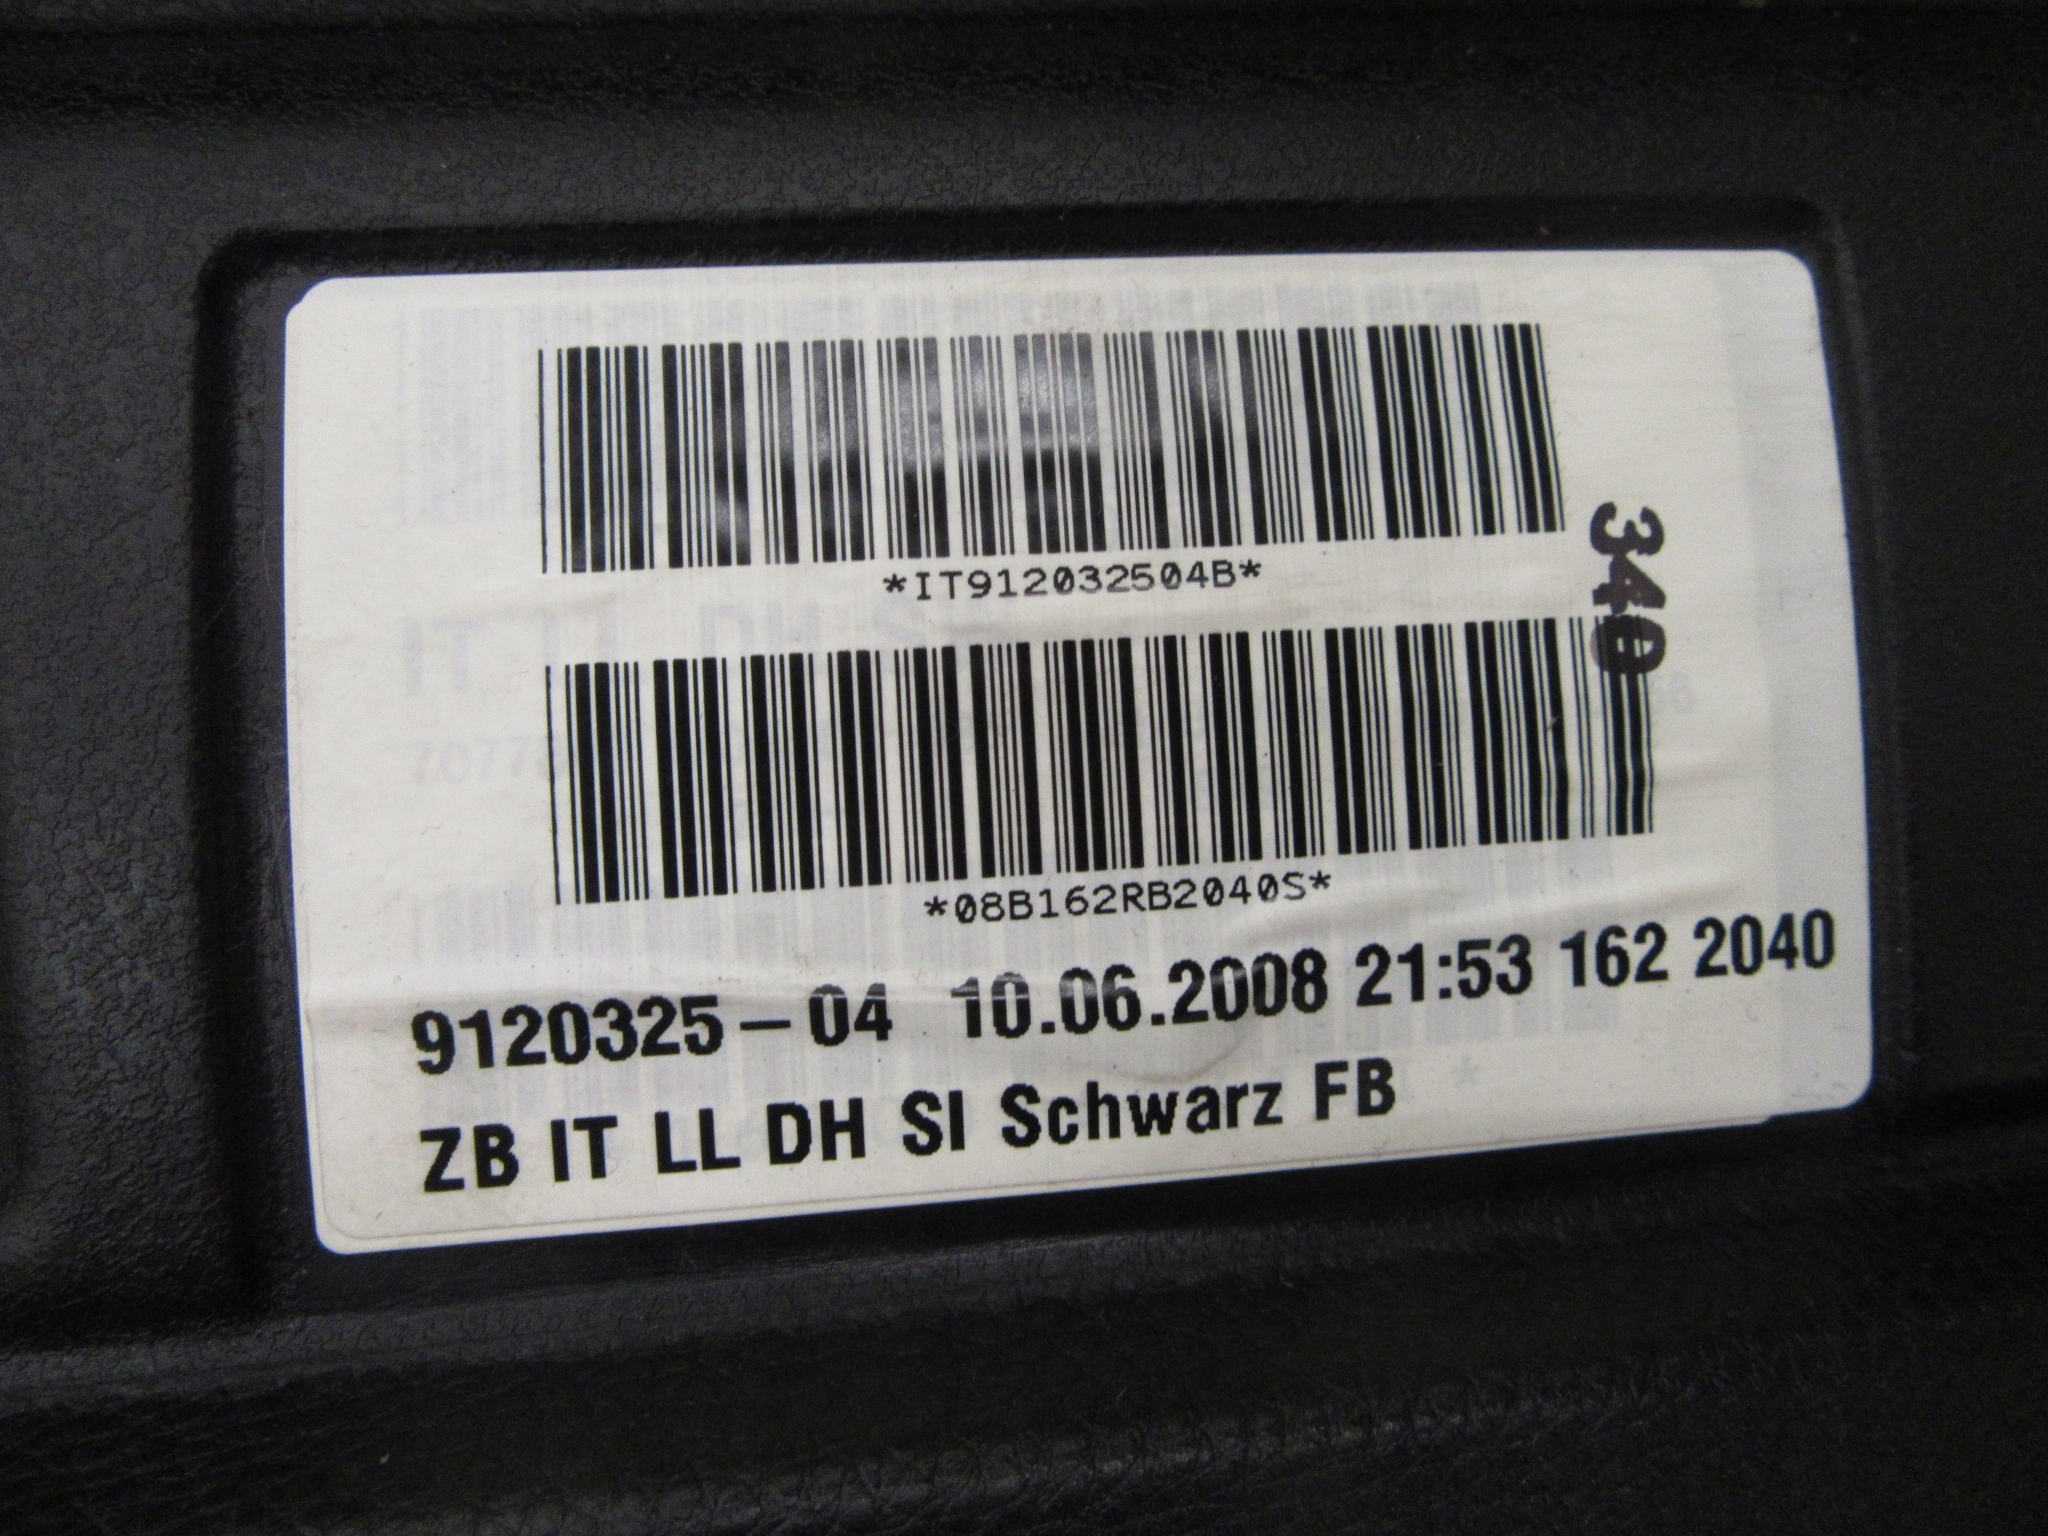 *IT912032504B*
340
*08B162RB2040S*
9120325-04 10.06.2008 21:53 162 2040
ZB IT LL DH SI Schwarz FB